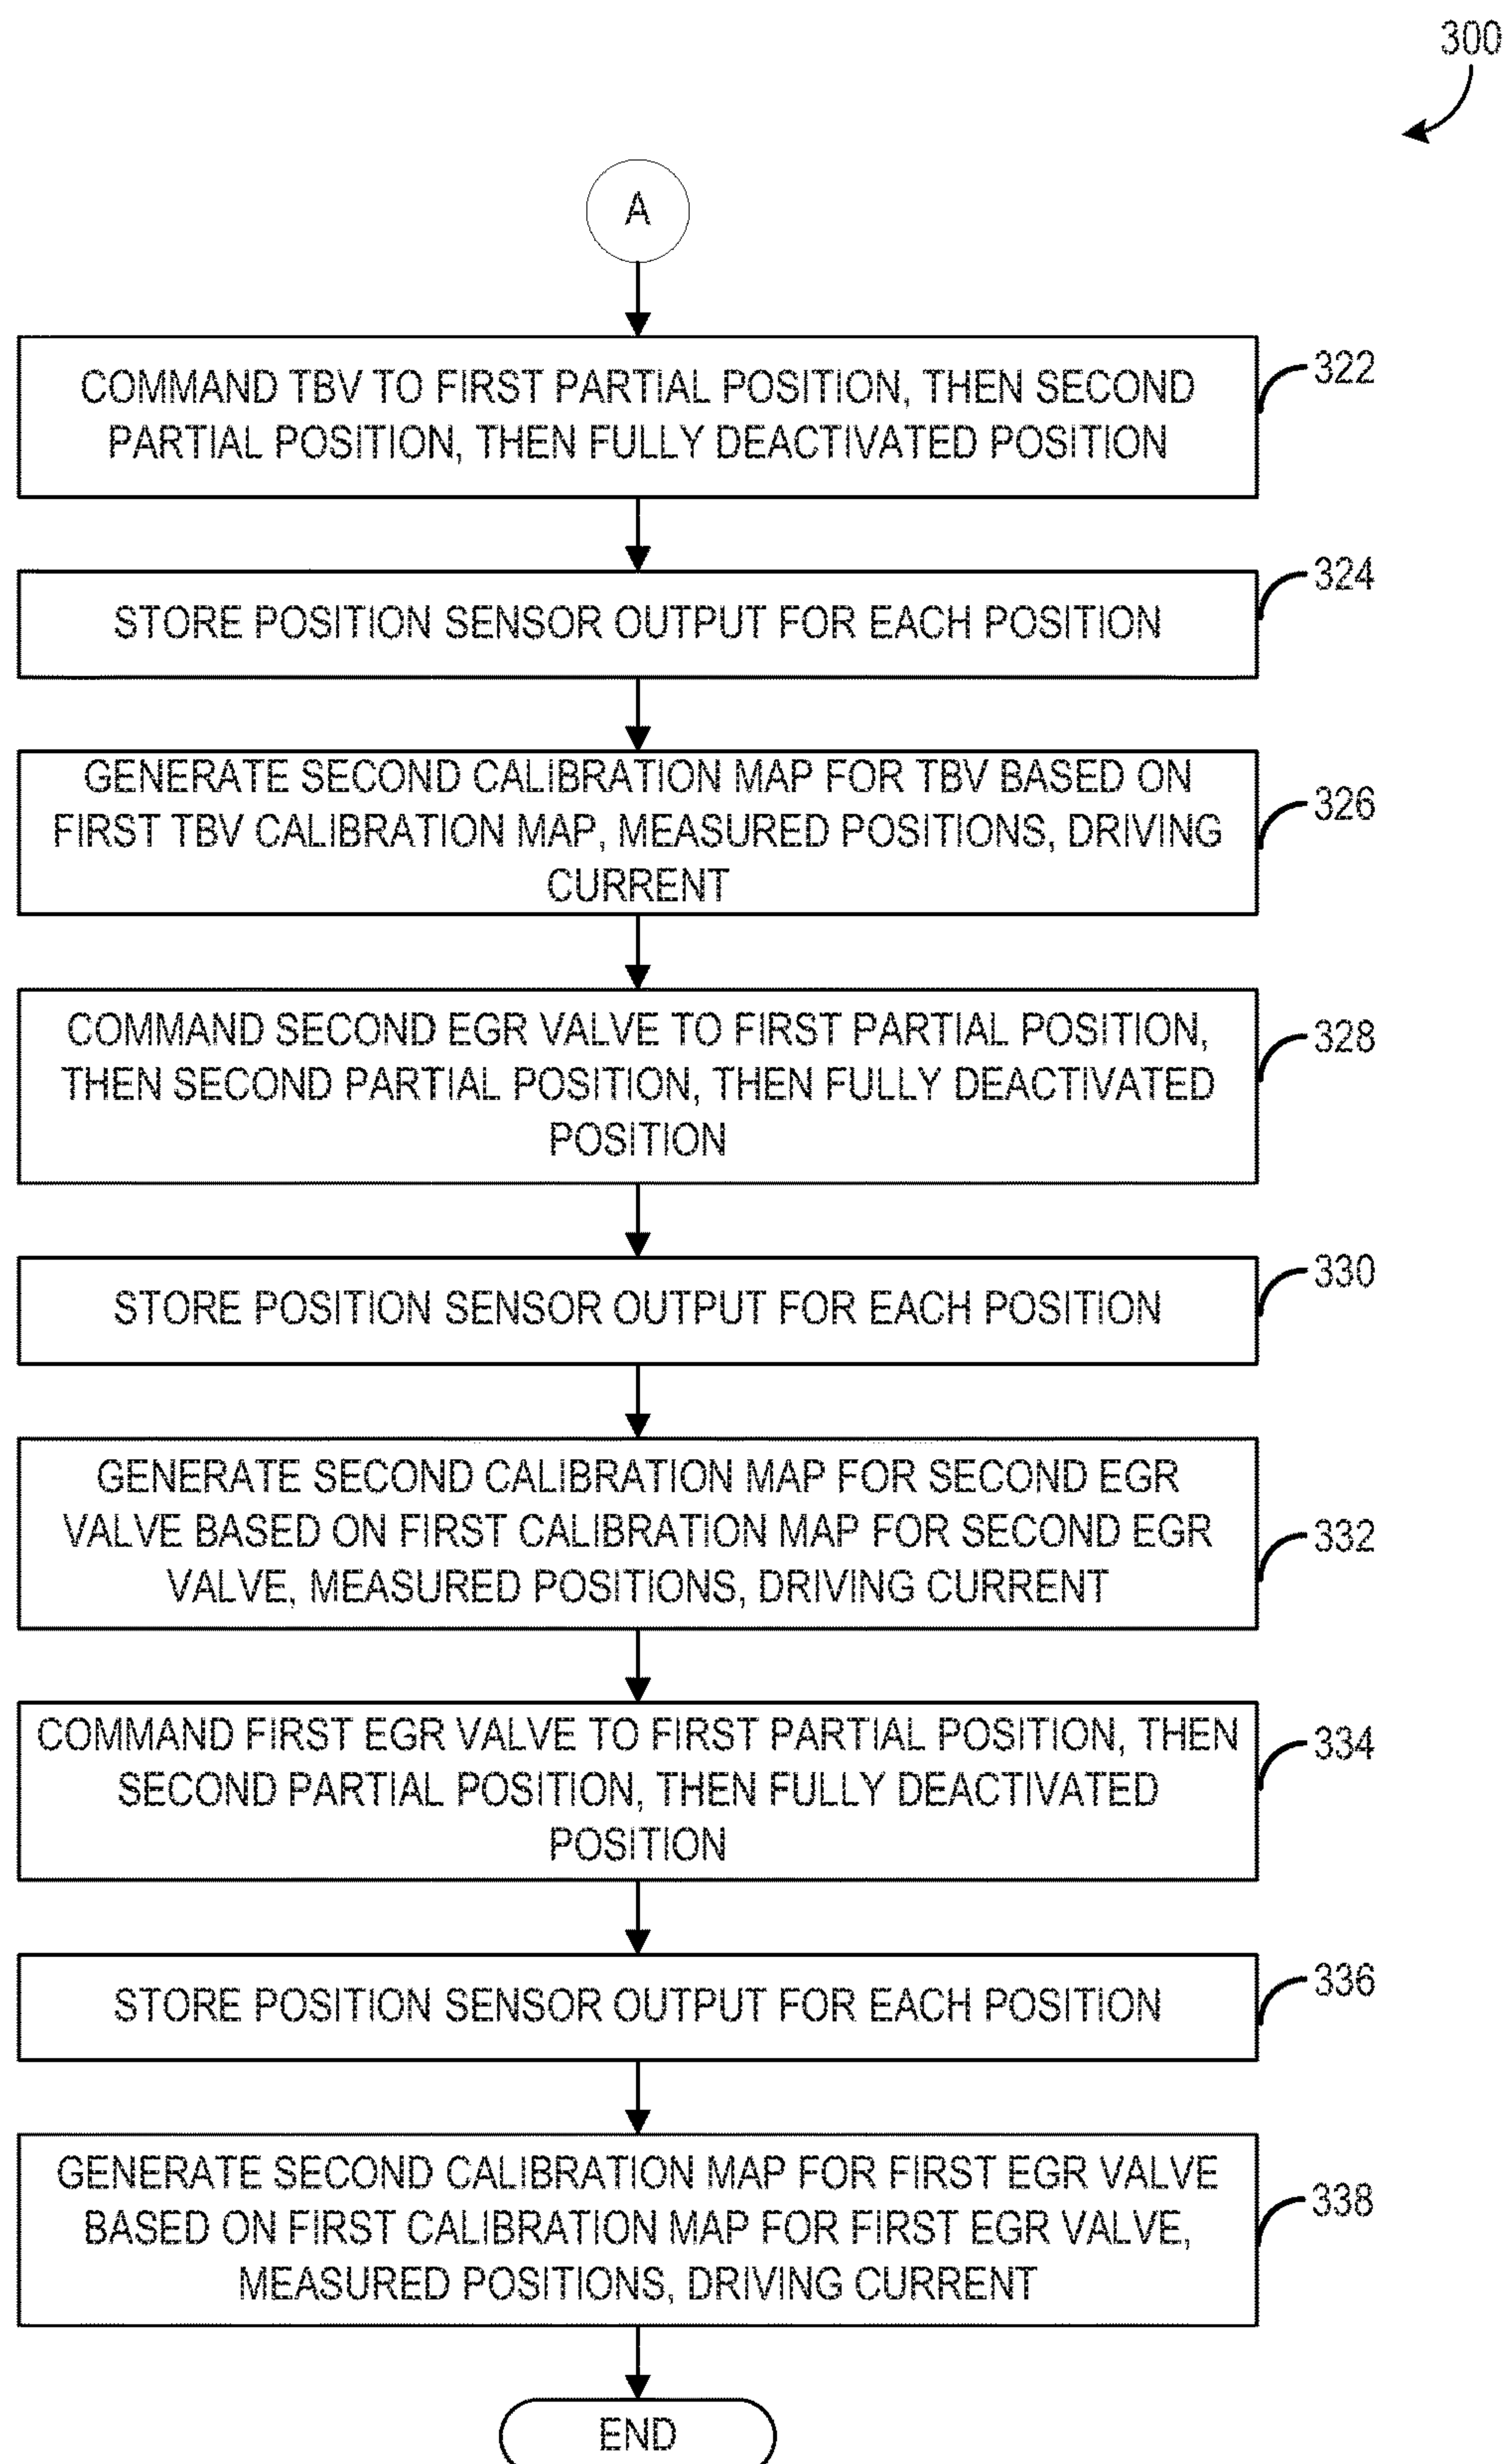 300
A
COMMAND TBV TO FIRST PARTIAL POSITION, THEN SECOND
PARTIAL POSITION, THEN FULLY DEACTIVATED POSITION
322
STORE POSITION SENSOR OUTPUT FOR EACH POSITION
324
GENERATE SECOND CALIBRATION MAP FOR TBV BASED ON
FIRST TBV CALIBRATION MAP, MEASURED POSITIONS, DRIVING
CURRENT
326
COMMAND SECOND EGR VALVE TO FIRST PARTIAL POSITION,
THEN SECOND PARTIAL POSITION, THEN FULLY DEACTIVATED
POSITION
328
STORE POSITION SENSOR OUTPUT FOR EACH POSITION
330
GENERATE SECOND CALIBRATION MAP FOR SECOND EGR
VALVE BASED ON FIRST CALIBRATION MAP FOR SECOND EGR
VALVE, MEASURED POSITIONS, DRIVING CURRENT
332
COMMAND FIRST EGR VALVE TO FIRST PARTIAL POSITION, THEN
SECOND PARTIAL POSITION, THEN FULLY DEACTIVATED
POSITION
334
STORE POSITION SENSOR OUTPUT FOR EACH POSITION
336
GENERATE SECOND CALIBRATION MAP FOR FIRST EGR VALVE
BASED ON FIRST CALIBRATION MAP FOR FIRST EGR VALVE,
MEASURED POSITIONS, DRIVING CURRENT
338
END